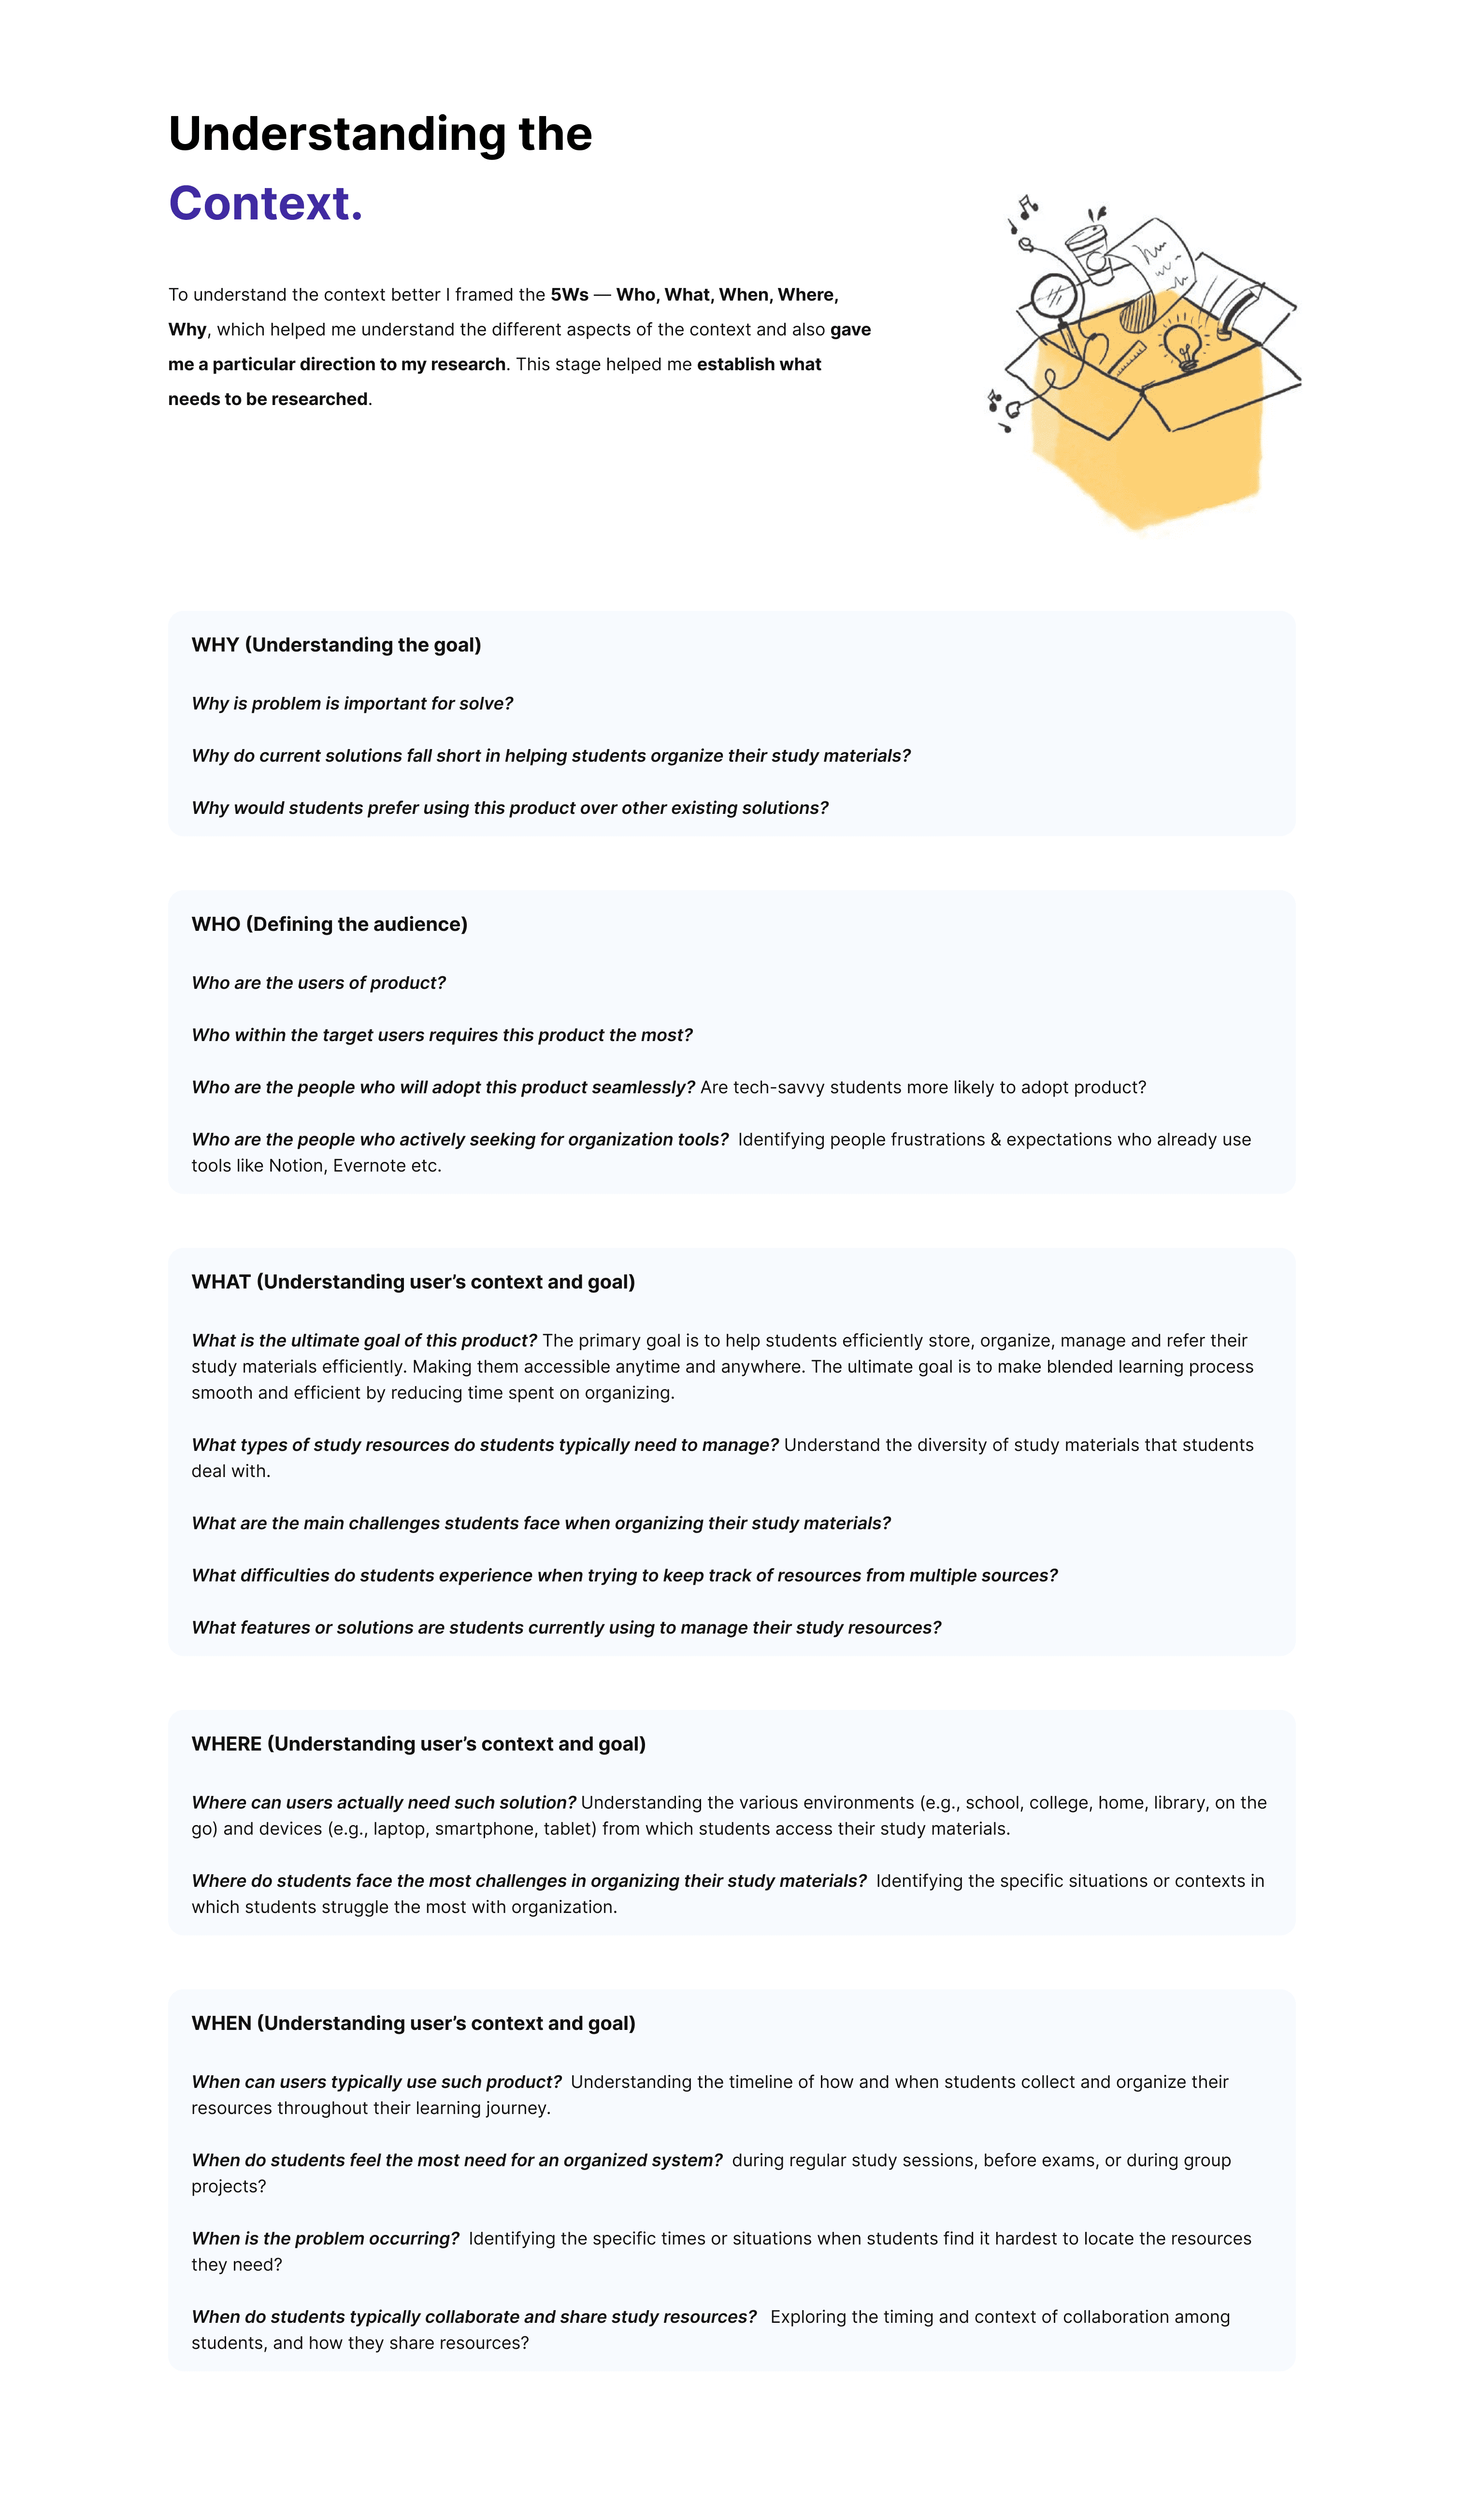 Understanding the
Context.
To understand the context better I framed the 5Ws — Who, What, When, Where,
Why, which helped me understand the different aspects of the context and also gave
me a particular direction to my research. This stage helped me establish what
needs to be researched.
WHY (Understanding the goal)
Why is problem is important for solve?
Why do current solutions fall short in helping students organize their study materials?
Why would students prefer using this product over other existing solutions?
WHO (Defining the audience)
Who are the users of product?
Who within the target users requires this product the most?
Who are the people who will adopt this product seamlessly? Are tech-savvy students more likely to adopt product?
Who are the people who actively seeking for organization tools?  Identifying people frustrations & expectations who already use
tools like Notion, Evernote etc.
WHAT (Understanding user’s context and goal)
What is the ultimate goal of this product? The primary goal is to help students efficiently store, organize, manage and refer their
study materials efficiently. Making them accessible anytime and anywhere. The ultimate goal is to make blended learning process
smooth and efficient by reducing time spent on organizing.
What types of study resources do students typically need to manage? Understand the diversity of study materials that students
deal with.
What are the main challenges students face when organizing their study materials?
What difficulties do students experience when trying to keep track of resources from multiple sources?
What features or solutions are students currently using to manage their study resources?
WHERE (Understanding user’s context and goal)
Where can users actually need such solution? Understanding the various environments (e.g., school, college, home, library, on the
go) and devices (e.g., laptop, smartphone, tablet) from which students access their study materials.
Where do students face the most challenges in organizing their study materials?  Identifying the specific situations or contexts in
which students struggle the most with organization.
WHEN (Understanding user’s context and goal)
When can users typically use such product?  Understanding the timeline of how and when students collect and organize their
resources throughout their learning journey.
When do students feel the most need for an organized system?  during regular study sessions, before exams, or during group
projects?
When is the problem occurring?  Identifying the specific times or situations when students find it hardest to locate the resources
they need?
When do students typically collaborate and share study resources?   Exploring the timing and context of collaboration among
students, and how they share resources?